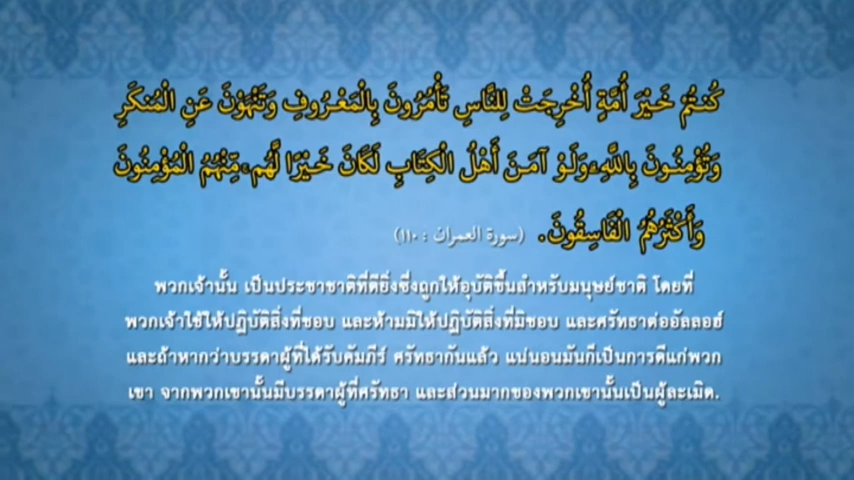 كُنتُمْ خَيْرَ أُمَّةٍ أُخْرِجَتْ لِلنَّاسِ تَأْمُرُونَ بِالْمَعْرُوفِ وَتَنْهَوْنَ عَنِ الْمُنكَرِ
وَتُؤْمِنُونَ بِاللَّهِ وَلَوْ آمَنَ أَهْلُ الْكِتَابِ لَكَانَ خَيْرًا لَّهُم مِّنْهُمُ الْمُؤْمِنُونَ
وَأَكْثَرُهُمُ الْفَاسِقُونَ. (سورة العمران : ١١٠)
พวกเจ้านั้น เป็นประชาชาติที่ดียิ่งซึ่งถูกให้อุบัติขึ้นสำหรับมนุษย์ชาติ โดยที่
พวกเจ้าใช้ให้ปฏิบัติสิ่งที่ชอบ และห้ามมิให้ปฏิบัติสิ่งที่มิชอบ และศรัทธาต่ออัลลอฮ์
และถ้าหากว่าบรรดาผู้ที่ได้รับคัมภีร์ ศรัทธากันแล้ว แน่นอนมันก็เป็นการดีแก่พวก
เขา จากพวกเขานั้นมีบรรดาผู้ที่ศรัทธา และส่วนมากของพวกเขานั้นเป็นผู้ละเมิด.